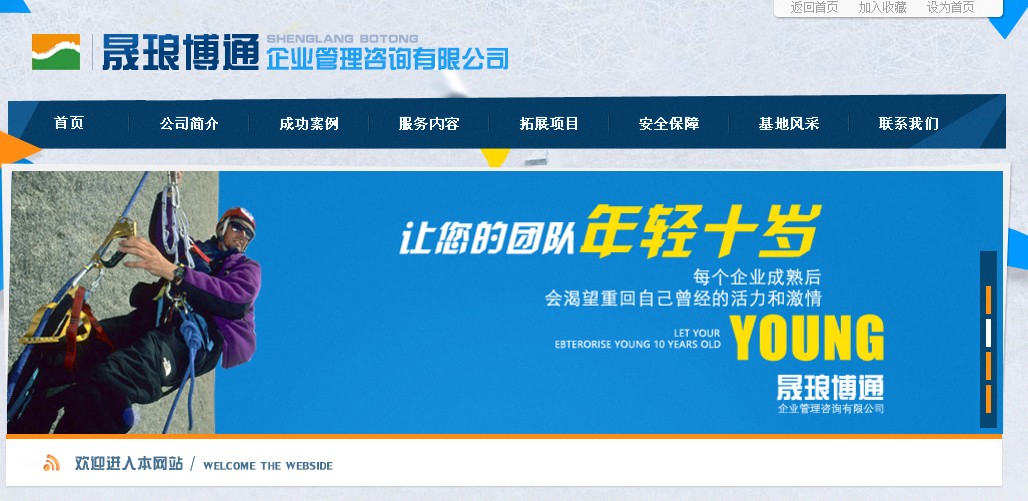 返回首页 加入收藏 设为首页
晟琅博通 SHENGLANG BOTONG
企业管理咨询有限公司
首页 公司简介 成功案例 服务内容 拓展项目 安全保障 基地风采 联系我们
让您的团队年轻十岁
每个企业成熟后
会渴望重回自己曾经的活力和激情
LET YOUR
EBTERORISE YOUNG 10 YEARS OLD
YOUNG
晟琅博通
企业管理咨询有限公司
欢迎进入本网站 / WELCOME THE WEBSIDE